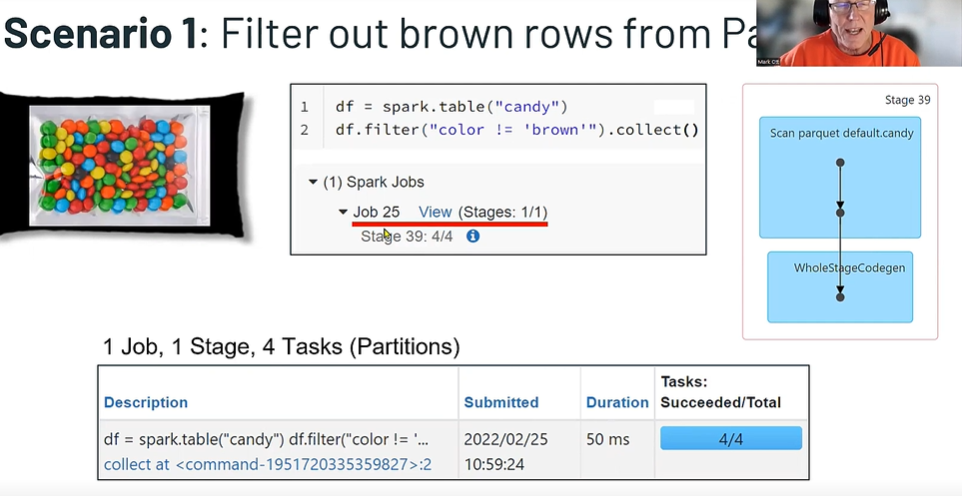 Scenario 1: Filter out brown rows from Pa
Mark Ott
1 df = spark.table("candy")
2 df.filter("color != 'brown'").collect()
(1) Spark Jobs
Job 25 View (Stages: 1/1)
Stage 39: 4/4 i
Stage 39
Scan parquet default.candy
WholeStageCodegen
1 Job, 1 Stage, 4 Tasks (Partitions)
Description Submitted Duration Tasks: Succeeded/Total
df = spark.table("candy") df.filter("color != '... 2022/02/25 50 ms 4/4
collect at <command-1951720335359827>:2 10:59:24